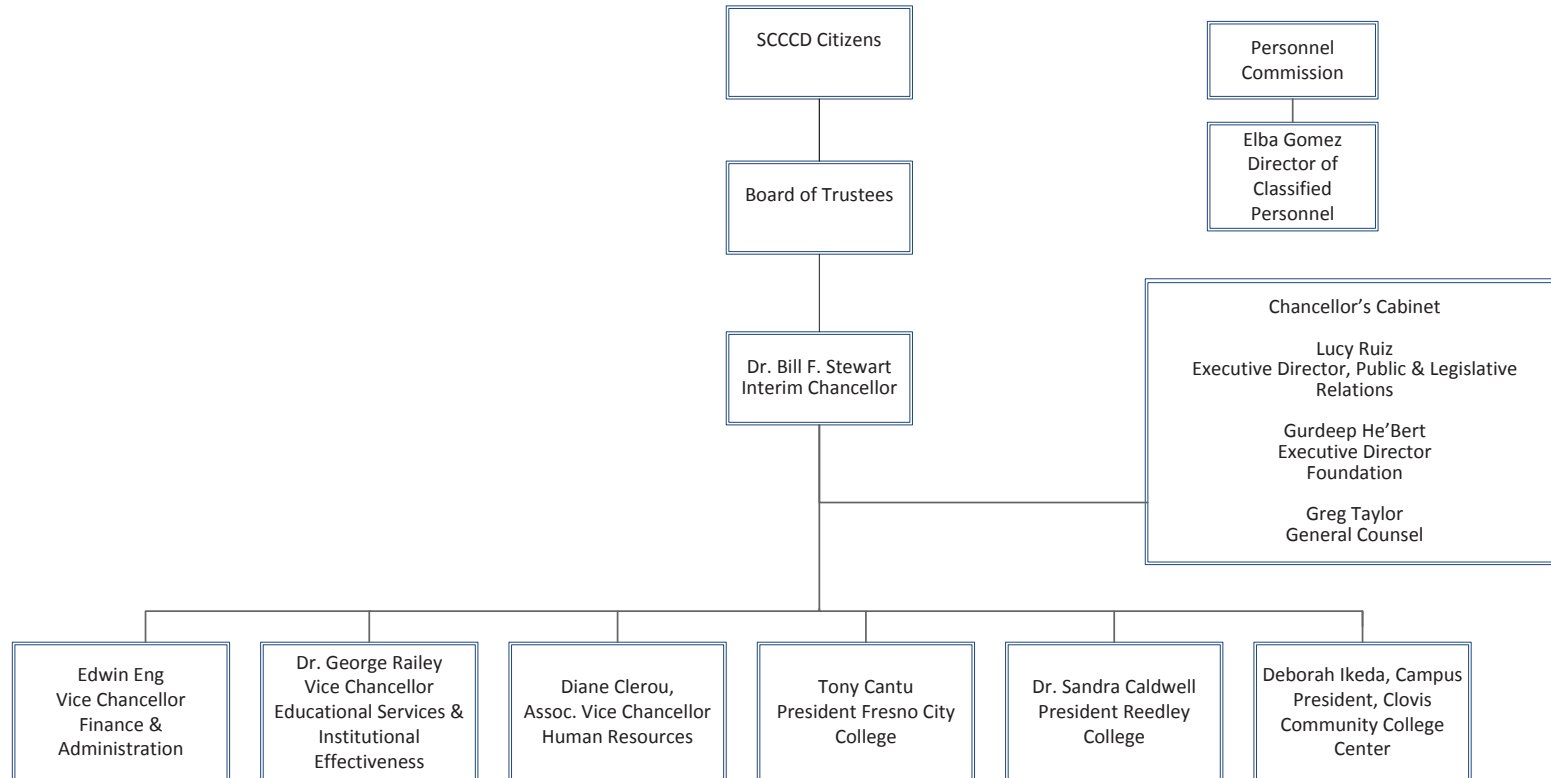 SCCCD Citizens
Personnel
Commission
Elba Gomez
Director of
Classified
Personnel
Board of Trustees
Chancellor’s Cabinet
Lucy Ruiz
Executive Director, Public & Legislative
Relations
Gurdeep He’Bert
Executive Director
Foundation
Greg Taylor
General Counsel
Dr. Bill F. Stewart
Interim Chancellor
Edwin Eng
Vice Chancellor
Finance &
Administration
Dr. George Railey
Vice Chancellor
Educational Services &
Institutional
Effectiveness
Diane Clerou,
Assoc. Vice Chancellor
Human Resources
Tony Cantu
President Fresno City
College
Dr. Sandra Caldwell
President Reedley
College
Deborah Ikeda, Campus
President, Clovis
Community College
Center